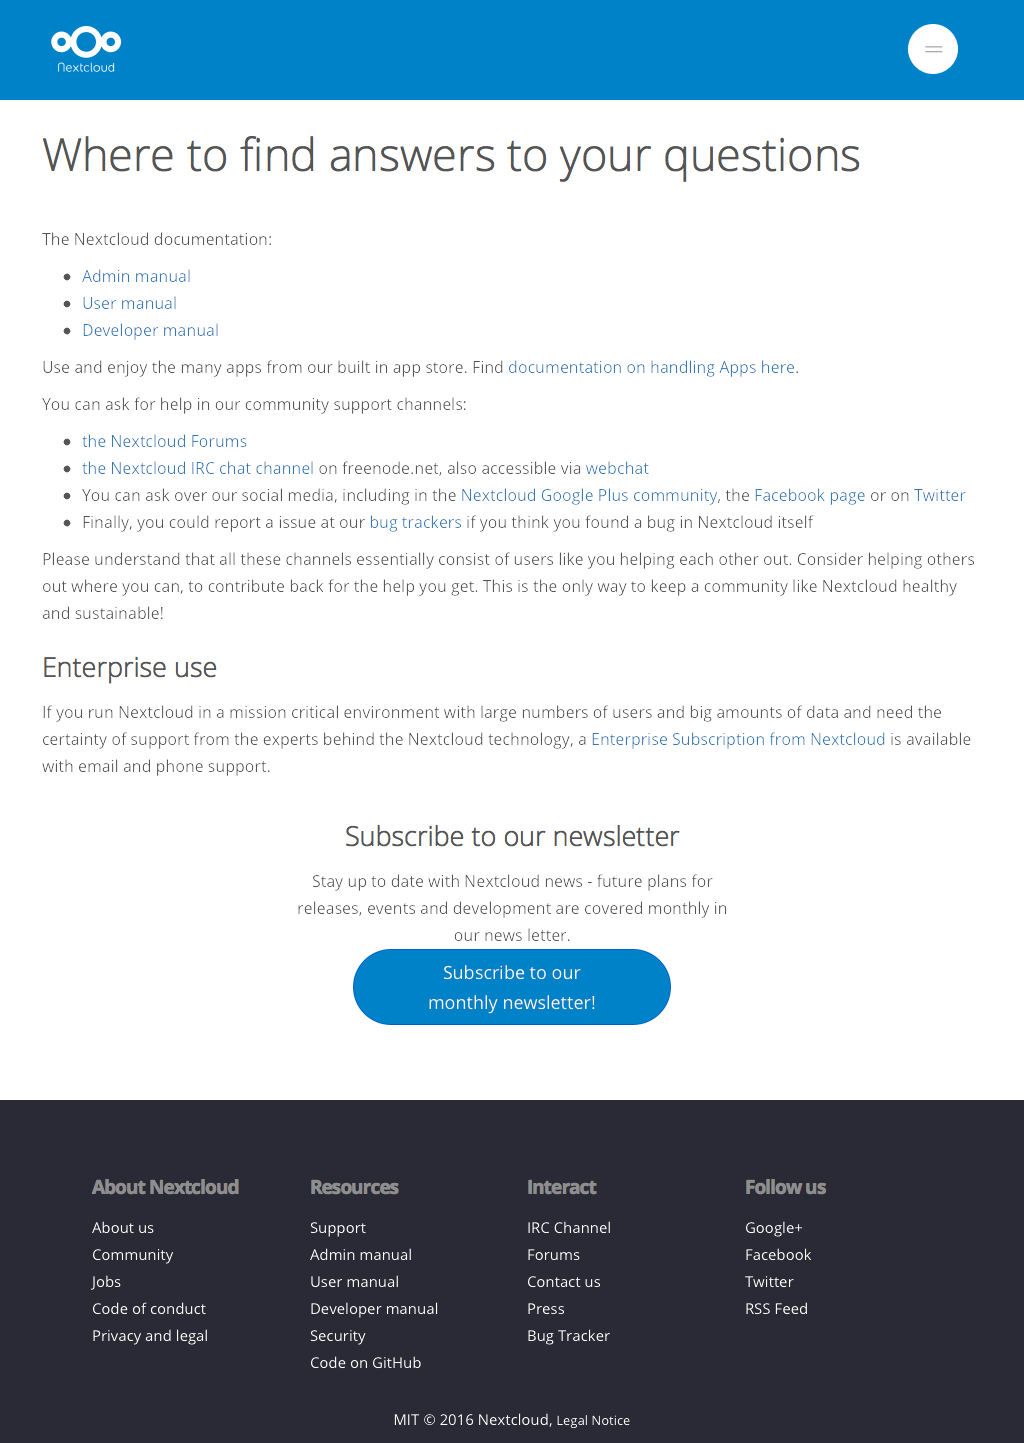 Nextcloud
Where to find answers to your questions
The Nextcloud documentation:
Admin manual
User manual
Developer manual
Use and enjoy the many apps from our built in app store. Find documentation on handling Apps here.
You can ask for help in our community support channels:
the Nextcloud Forums
the Nextcloud IRC chat channel on freenode.net, also accessible via webchat
You can ask over our social media, including in the Nextcloud Google Plus community, the Facebook page or on Twitter
Finally, you could report a issue at our bug trackers if you think you found a bug in Nextcloud itself
Please understand that all these channels essentially consist of users like you helping each other out. Consider helping others
out where you can, to contribute back for the help you get. This is the only way to keep a community like Nextcloud healthy
and sustainable!
Enterprise use
If you run Nextcloud in a mission critical environment with large numbers of users and big amounts of data and need the
certainty of support from the experts behind the Nextcloud technology, a Enterprise Subscription from Nextcloud is available
with email and phone support.
Subscribe to our newsletter
Stay up to date with Nextcloud news - future plans for
releases, events and development are covered monthly in
our news letter.
Subscribe to our
monthly newsletter!
About Nextcloud
About us
Community
Jobs
Code of conduct
Privacy and legal
Resources
Support
Admin manual
User manual
Developer manual
Security
Code on GitHub
Interact
IRC Channel
Forums
Contact us
Press
Bug Tracker
Follow us
Google+
Facebook
Twitter
RSS Feed
MIT © 2016 Nextcloud, Legal Notice